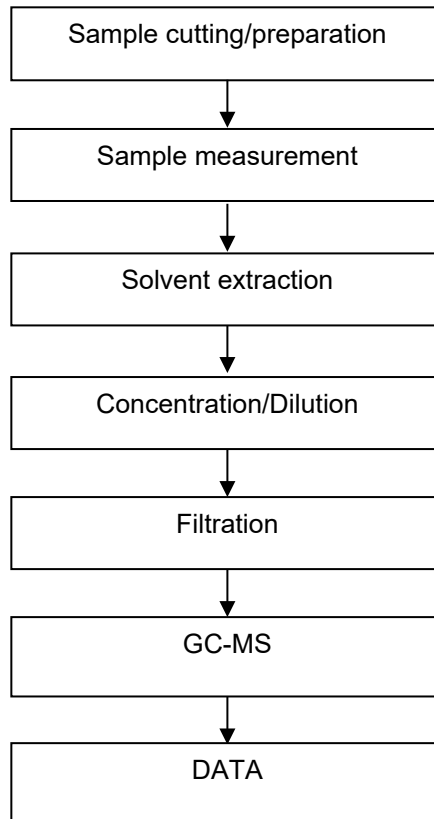 Sample cutting/preparation
Sample measurement
Solvent extraction
Concentration/Dilution
Filtration
GC-MS
DATA